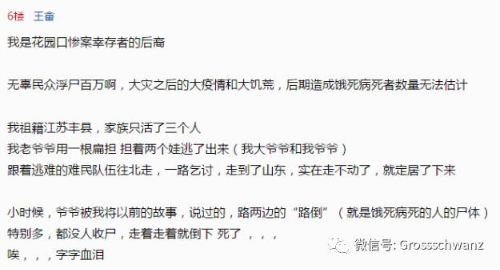 6楼 王畲
我是花园口惨案幸存者的后裔
无辜民众浮尸百万啊，大灾之后的大疫情和大饥荒，后期造成饿死病死者数量无法估计
我祖籍江苏丰县，家族只活了三个人
我老爷爷用一根扁担 担着两个娃逃了出来（我大爷爷和我爷爷）
跟着逃难的难民队伍往北走，一路乞讨，走到了山东，实在走不动了，就定居了下来
小时候，爷爷被我将以前的故事，说过的，路两边的“路倒”（就是饿死病死的人的尸体）
特别多，都没人收尸，走着走着就倒下 死了 ，，，
唉，，，字字血泪
微信号: Grossschwanz